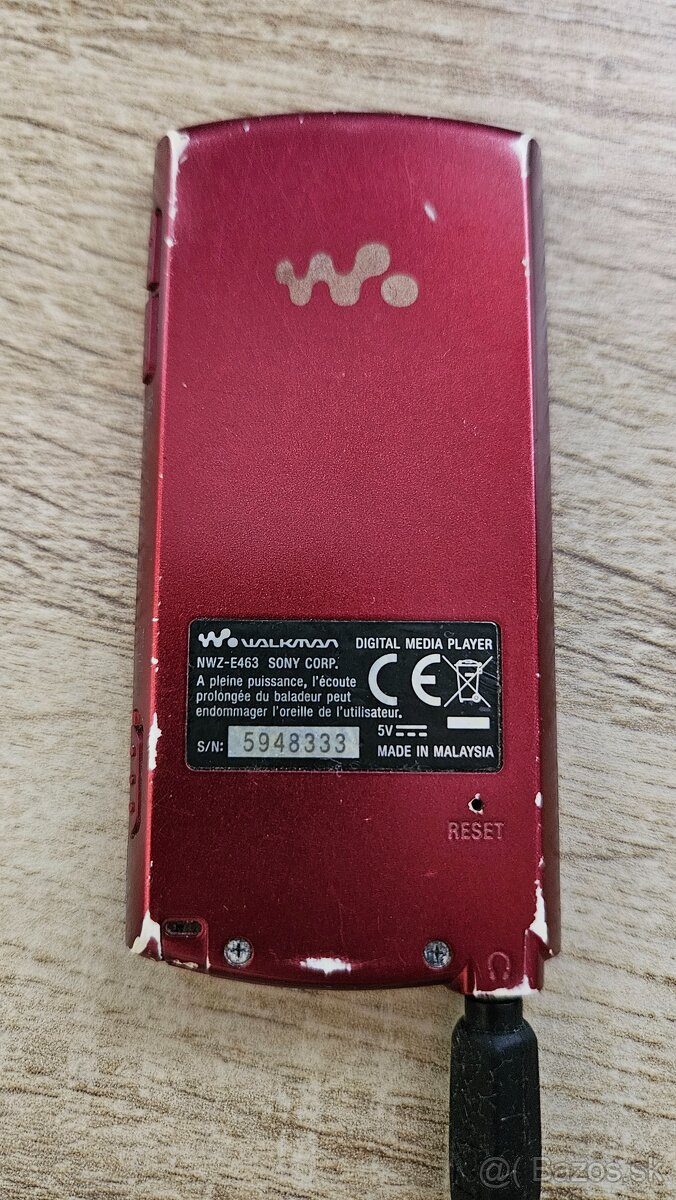 WALKMAN DIGITAL MEDIA PLAYER
NWZ-E463 SONY CORP.
A pleine puissance, l'écoute
prolongée du baladeur peut
endommager l'oreille de l'utilisateur.
CE
5V
S/N: 5948333 MADE IN MALAYSIA
RESET
@( Bazos.sk